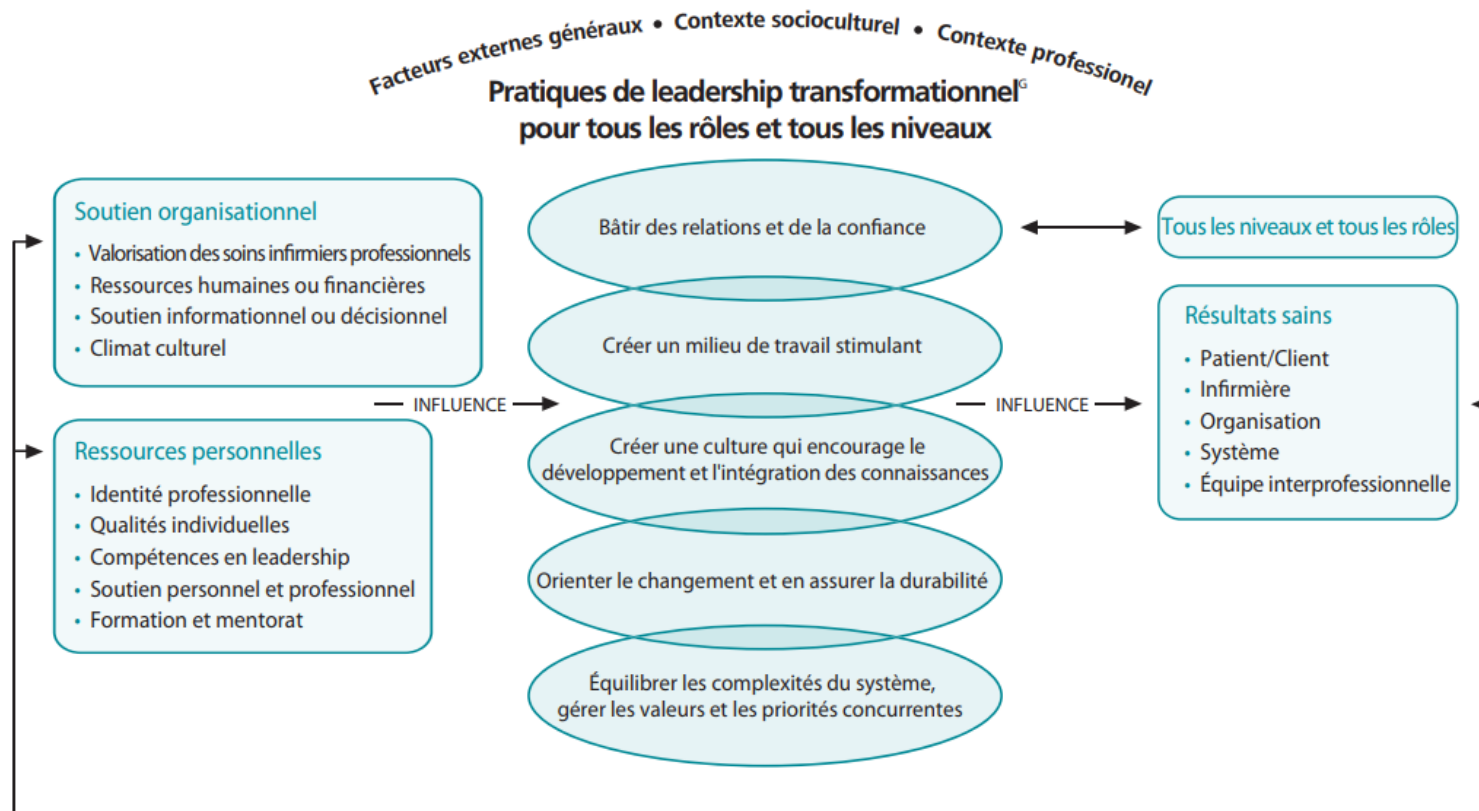 Facteurs externes généraux • Contexte socioculturel • Contexte professionel
Pratiques de leadership transformationnelᴳ
pour tous les rôles et tous les niveaux
Soutien organisationnel
• Valorisation des soins infirmiers professionnels
• Ressources humaines ou financières
• Soutien informationnel ou décisionnel
• Climat culturel
INFLUENCE
Ressources personnelles
• Identité professionnelle
• Qualités individuelles
• Compétences en leadership
• Soutien personnel et professionnel
• Formation et mentorat
Bâtir des relations et de la confiance
Créer un milieu de travail stimulant
Créer une culture qui encourage le
développement et l'intégration des connaissances
Orienter le changement et en assurer la durabilité
Équilibrer les complexités du système,
gérer les valeurs et les priorités concurrentes
INFLUENCE
Tous les niveaux et tous les rôles
Résultats sains
• Patient/Client
• Infirmière
• Organisation
• Système
• Équipe interprofessionnelle